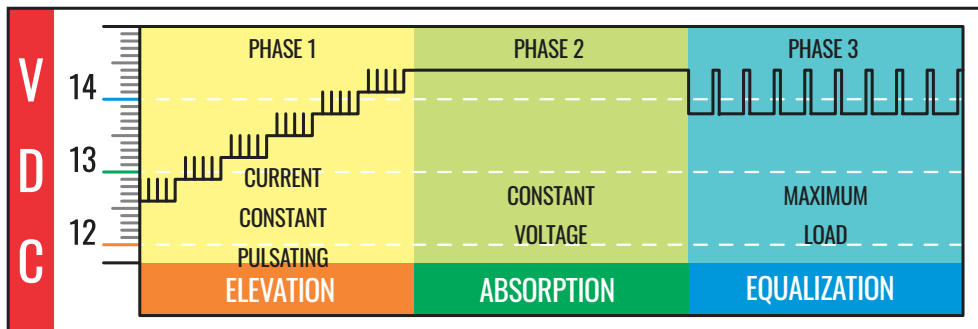 V
D
C
14
13
12
PHASE 1
CURRENT
CONSTANT
PULSATING
ELEVATION
PHASE 2
CONSTANT
VOLTAGE
ABSORPTION
PHASE 3
MAXIMUM
LOAD
EQUALIZATION